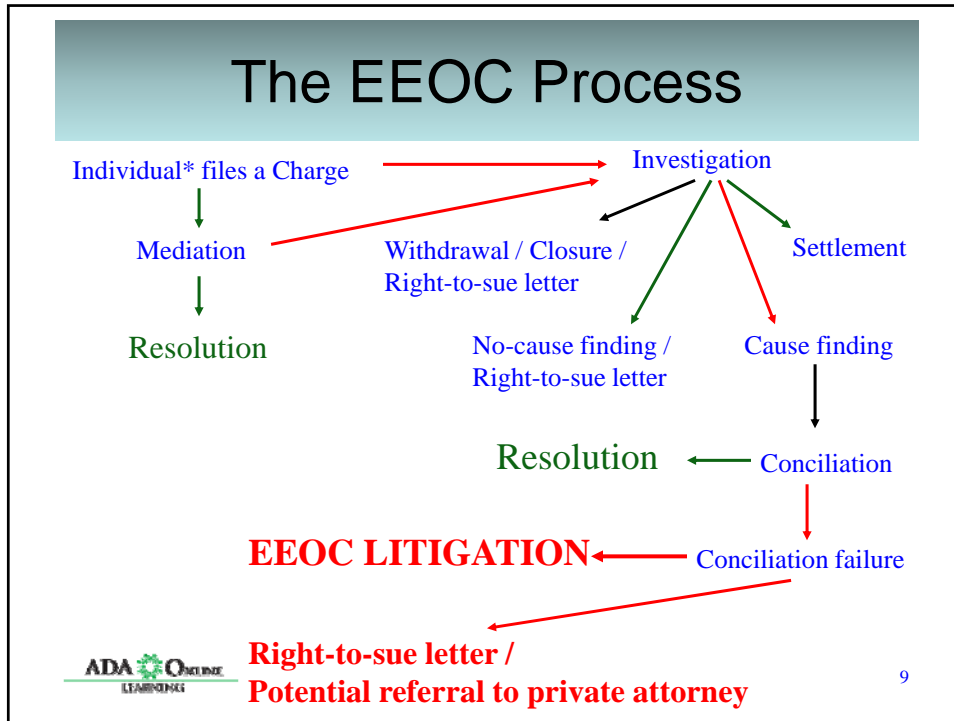 The EEOC Process
Individual* files a Charge
Investigation
Mediation
Withdrawal / Closure /
Right-to-sue letter
Settlement
Resolution
No-cause finding /
Right-to-sue letter
Cause finding
Resolution
Conciliation
EEOC LITIGATION
Conciliation failure
Right-to-sue letter /
Potential referral to private attorney
ADA ONLINE
LEARNING
9